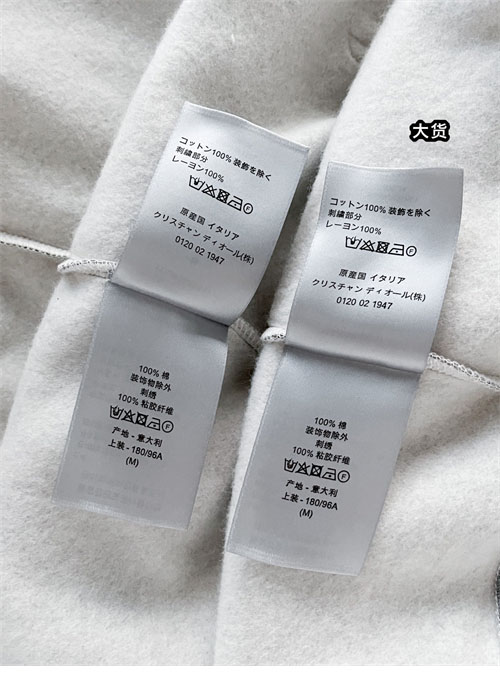 コットン100% 装飾を除く
刺繍部分
レーヨン100%
原産国 イタリア
クリスチャン ディオール(株)
0120 02 1947
100% 棉
装饰物除外
刺绣
100% 粘胶纤维
产地 - 意大利
上装 - 180/96A
(M)
大货
コットン100% 装飾を除く
刺繍部分
レーヨン100%
原産国 イタリア
クリスチャン ディオール(株)
0120 02 1947
100% 棉
装饰物除外
刺绣
100% 粘胶纤维
产地 - 意大利
上装 - 180/96A
(M)